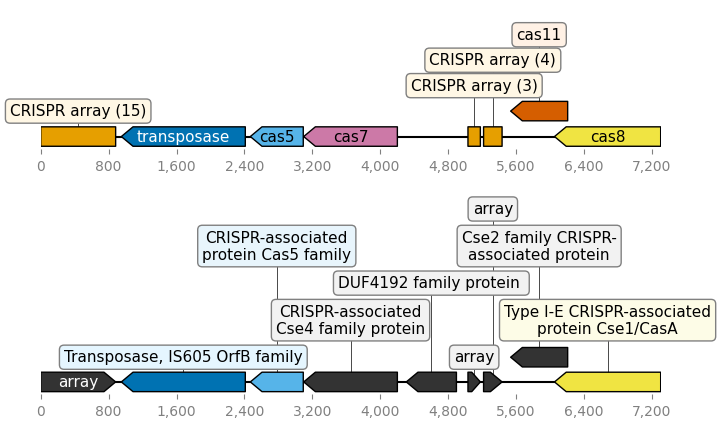 cas11
CRISPR array (4)
CRISPR array (3)
CRISPR array (15)
transposase cas5 cas7 cas8
0 800 1,600 2,400 3,200 4,000 4,800 5,600 6,400 7,200
array
CRISPR-associated
protein Cas5 family
Cse2 family CRISPR-
associated protein
DUF4192 family protein
CRISPR-associated
Cse4 family protein
Type I-E CRISPR-associated
protein Cse1/CasA
Transposase, IS605 OrfB family
array
array
0 800 1,600 2,400 3,200 4,000 4,800 5,600 6,400 7,200